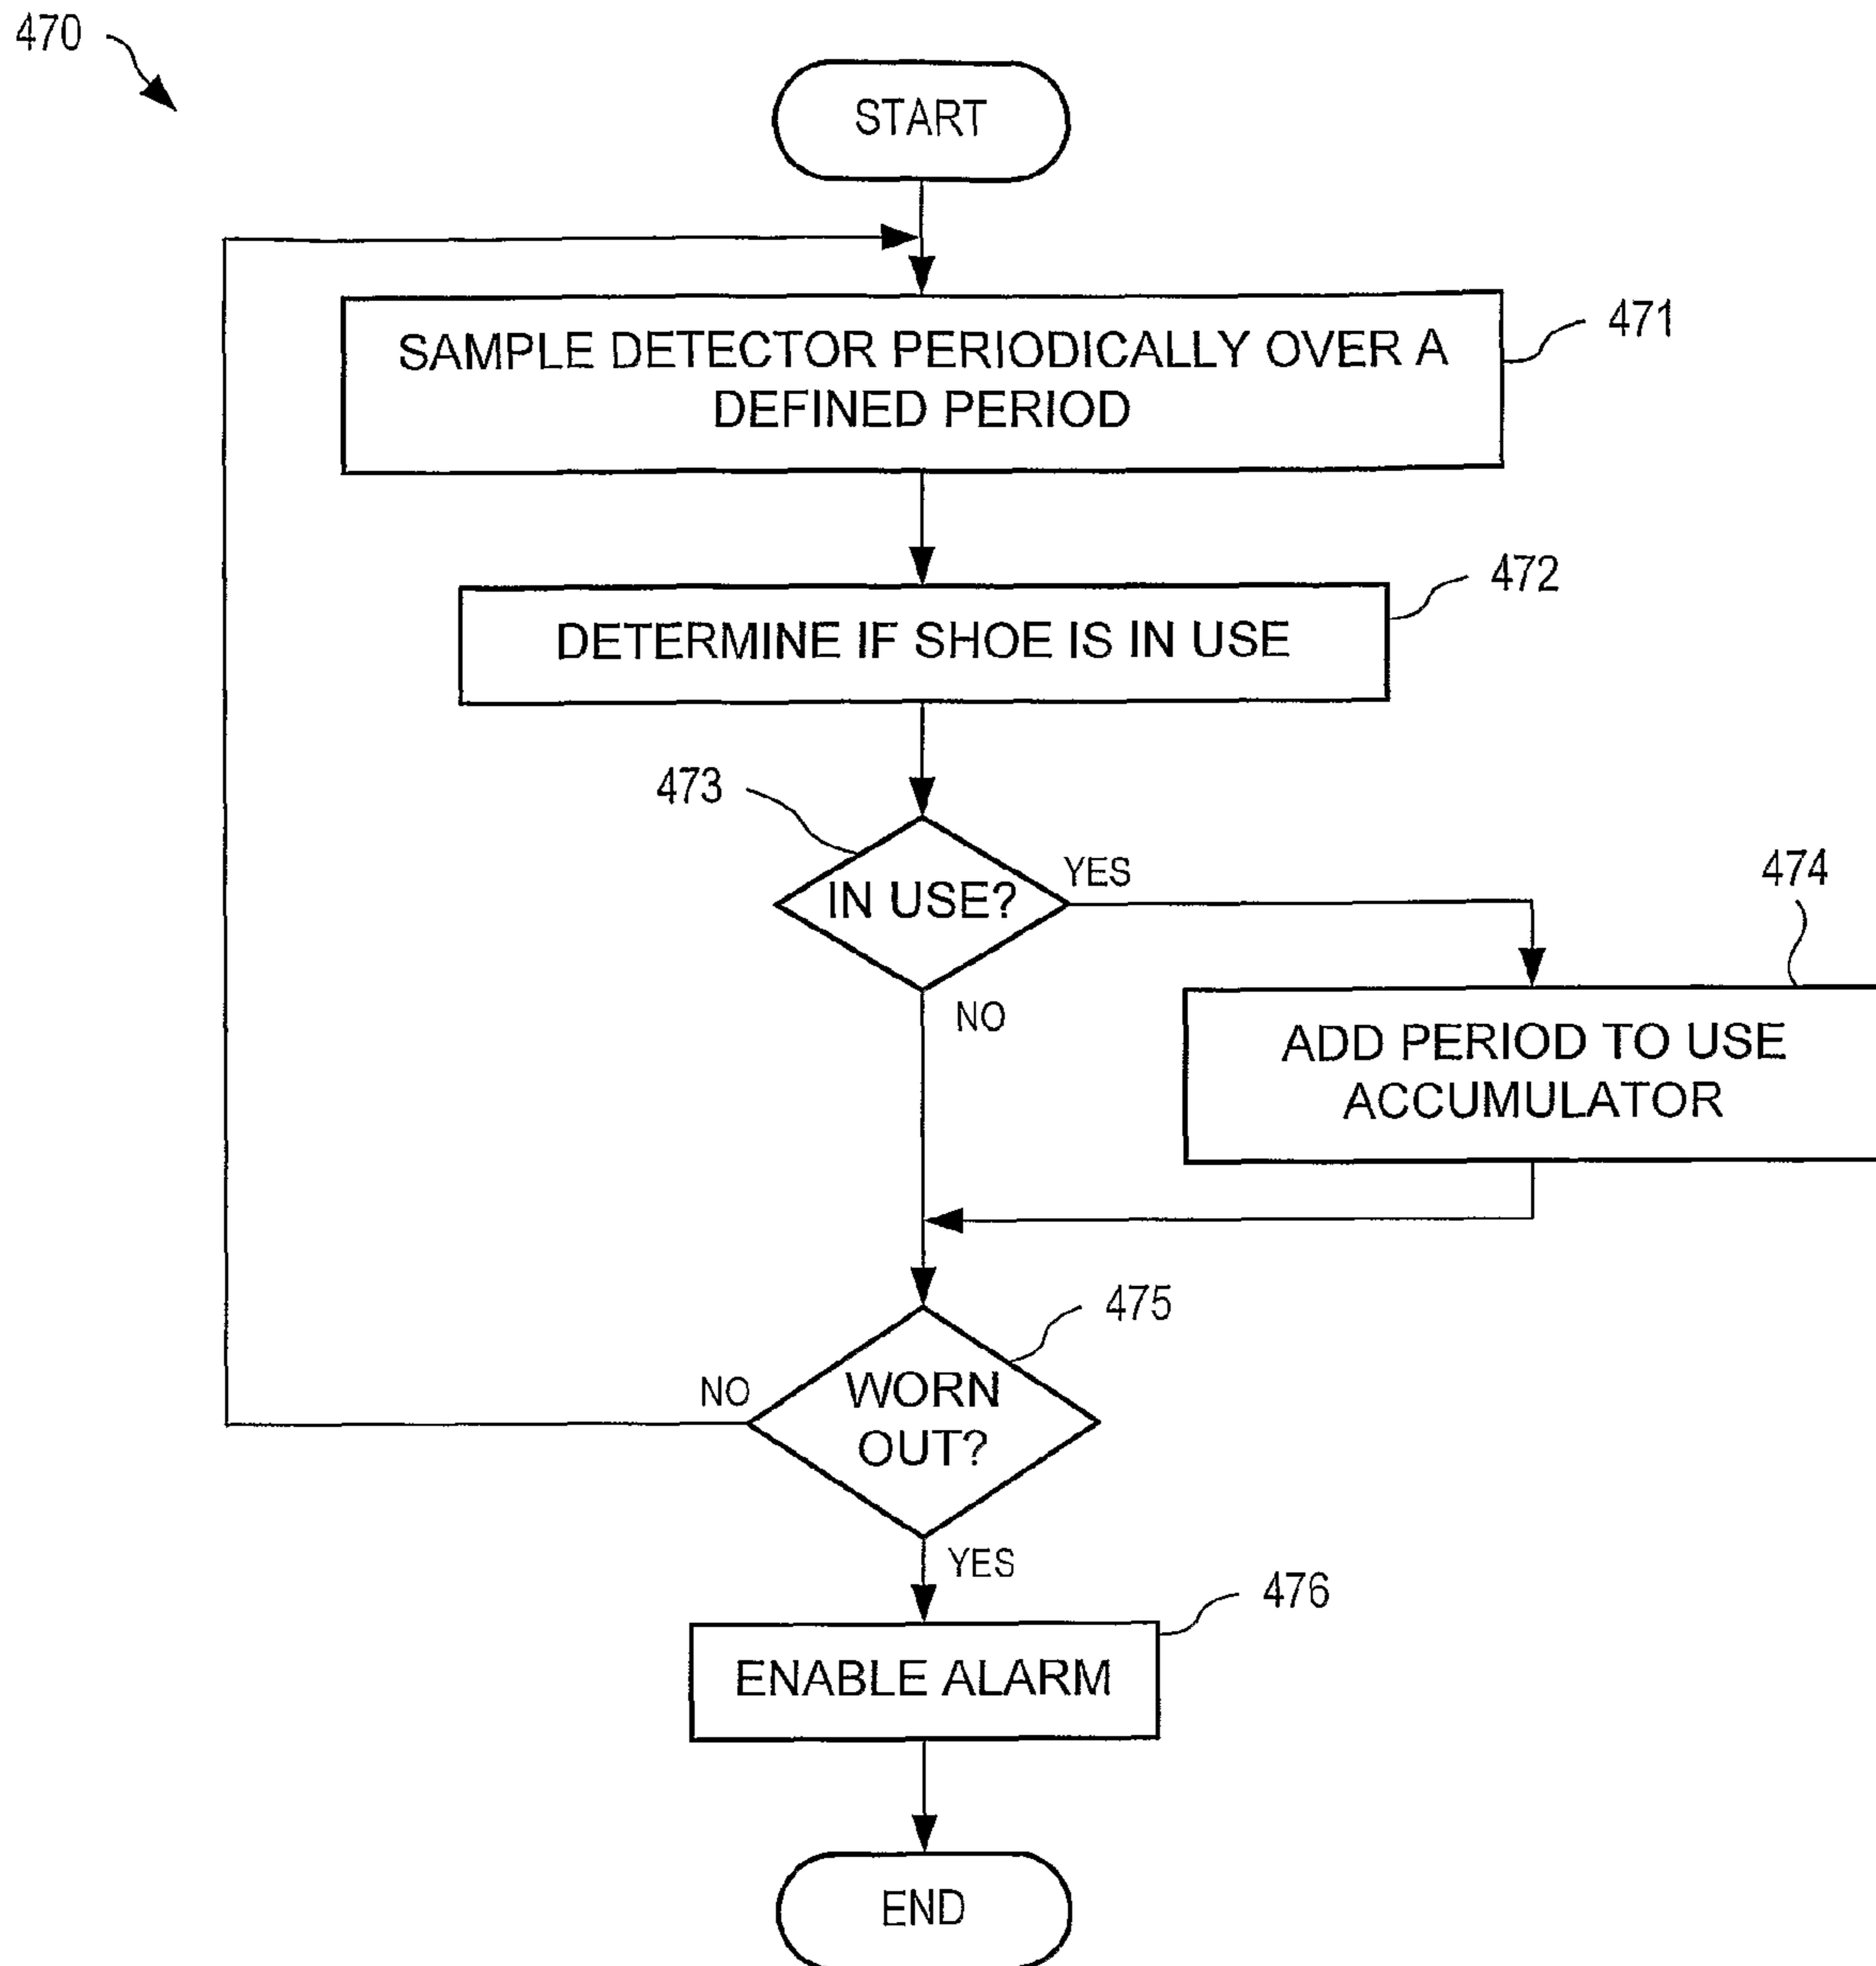 470
START
SAMPLE DETECTOR PERIODICALLY OVER A
DEFINED PERIOD
471
DETERMINE IF SHOE IS IN USE
472
473
IN USE?
YES
NO
474
ADD PERIOD TO USE
ACCUMULATOR
475
WORN
OUT?
NO
YES
476
ENABLE ALARM
END